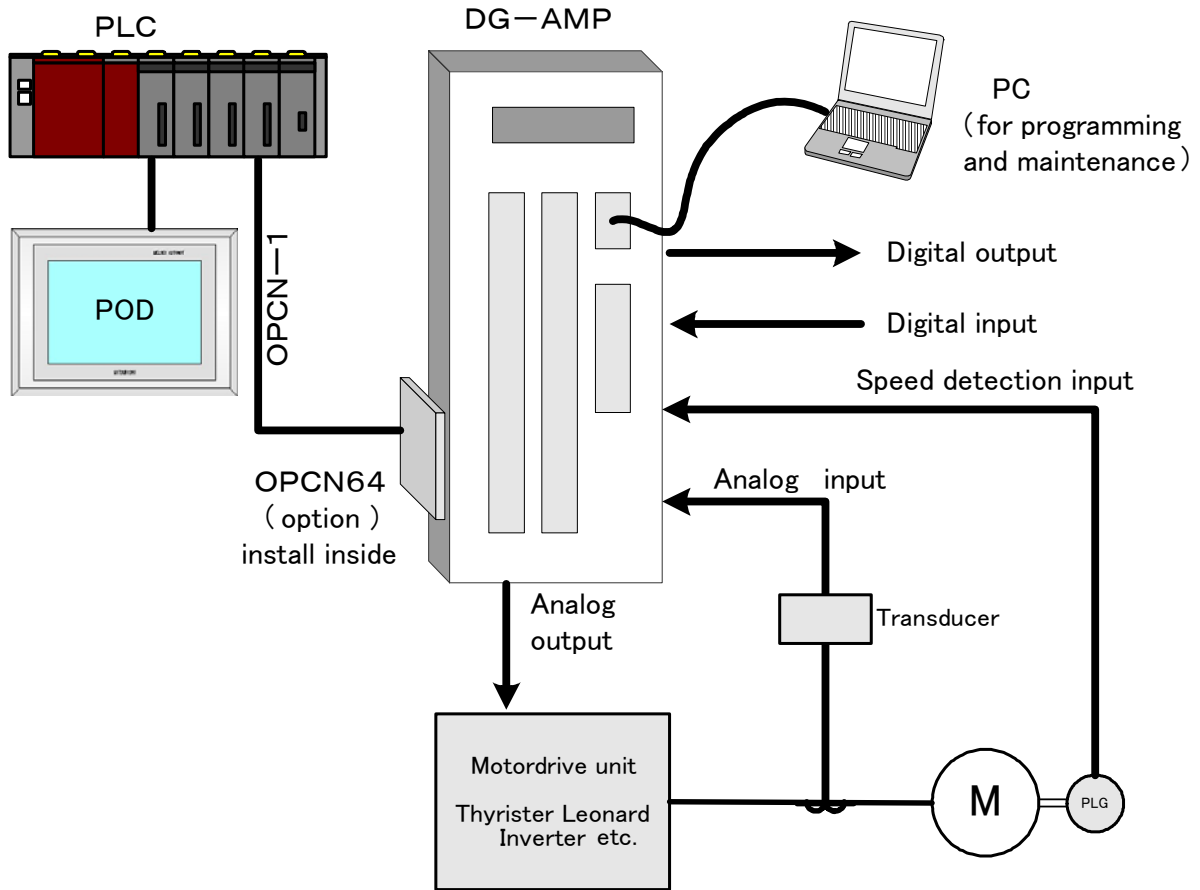 PLC
DG-AMP
PC
(for programming
and maintenance)
POD
OPCN-1
Digital output
Digital input
Speed detection input
Analog input
OPCN64
(option)
install inside
Analog
output
Transducer
Motordrive unit
Thyrister Leonard
Inverter etc.
M
PLG